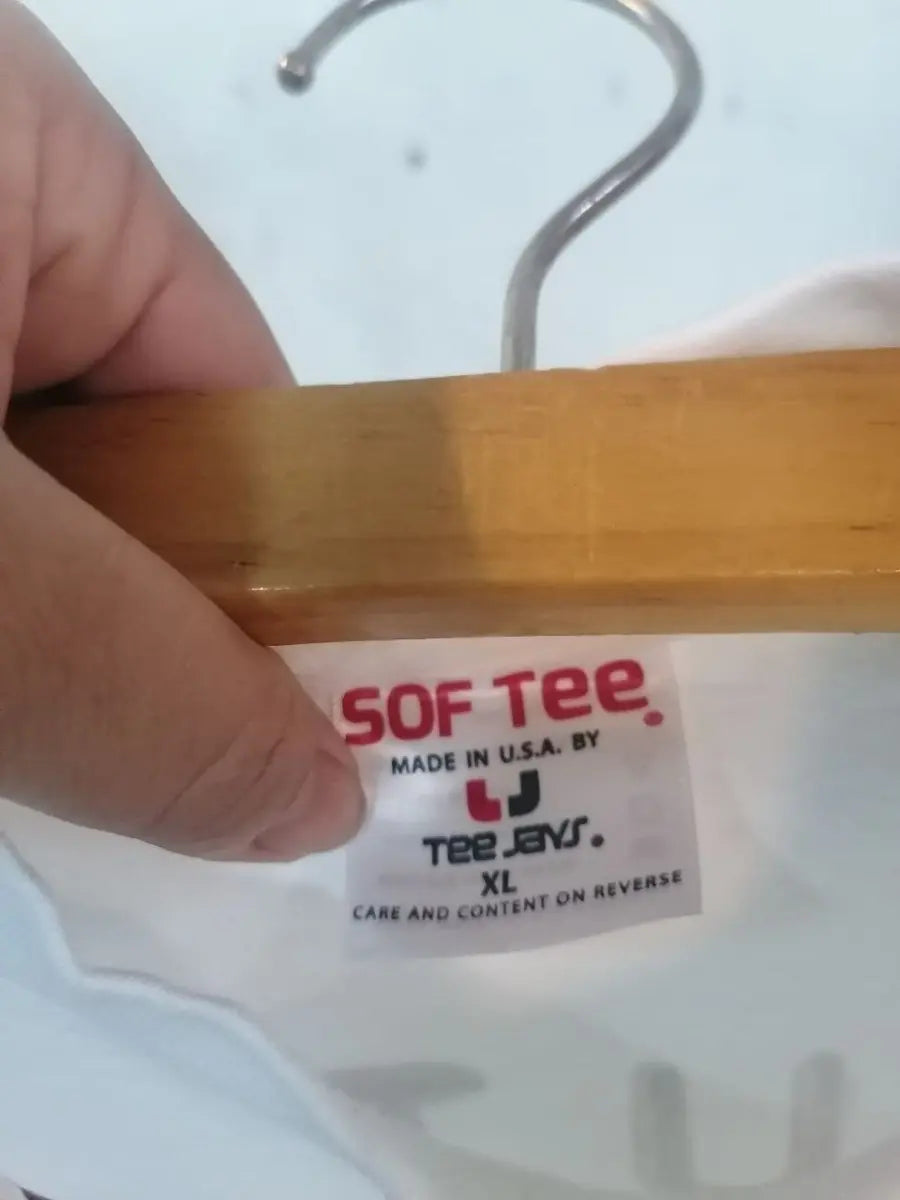 SOF Tee.
MADE IN U.S.A. BY
Tee Jays.
XL
CARE AND CONTENT ON REVERSE